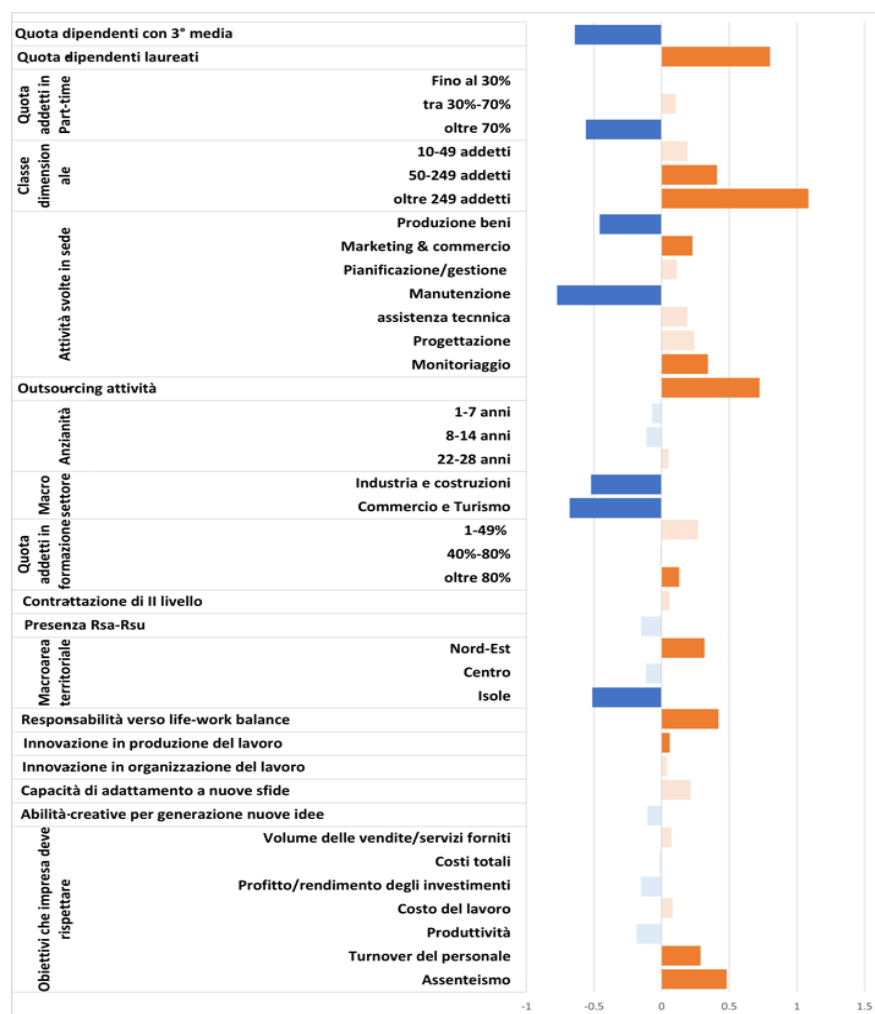 Quota dipendenti con 3° media
Quota dipendenti laureati
Quota
addetti in
Part-time
Fino al 30%
tra 30%-70%
oltre 70%
Classe
dimension
ale
10-49 addetti
50-249 addetti
oltre 249 addetti
Attività svolte in sede
Produzione beni
Marketing & commercio
Pianificazione/gestione
Manutenzione
assistenza tecnnica
Progettazione
Monitoriaggio
Outsourcing attività
Anzianità
1-7 anni
8-14 anni
22-28 anni
Macro
settore
Industria e costruzioni
Commercio e Turismo
Quota
addetti in
formazione
1-49%
40%-80%
oltre 80%
Contrattazione di II livello
Presenza Rsa-Rsu
Macroarea
territoriale
Nord-Est
Centro
Isole
Responsabilità verso life-work balance
Innovazione in produzione del lavoro
Innovazione in organizzazione del lavoro
Capacità di adattamento a nuove sfide
Abilità creative per generazione nuove idee
Obiettivi che impresa deve
rispettare
Volume delle vendite/servizi forniti
Costi totali
Profitto/rendimento degli investimenti
Costo del lavoro
Produttività
Turnover del personale
Assenteismo
-1 -0.5 0 0.5 1 1.5